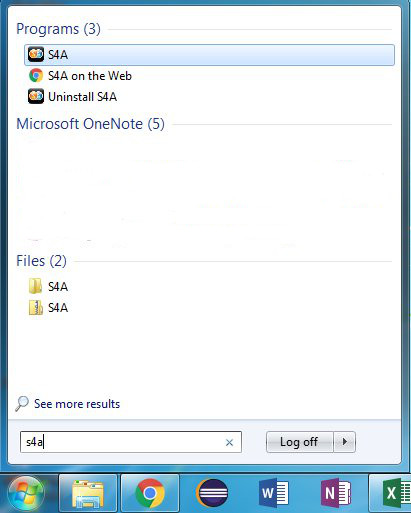 Programs (3)
S4A
S4A on the Web
Uninstall S4A
Microsoft OneNote (5)
Files (2)
S4A
S4A
See more results
s4a
Log off
W
N
X